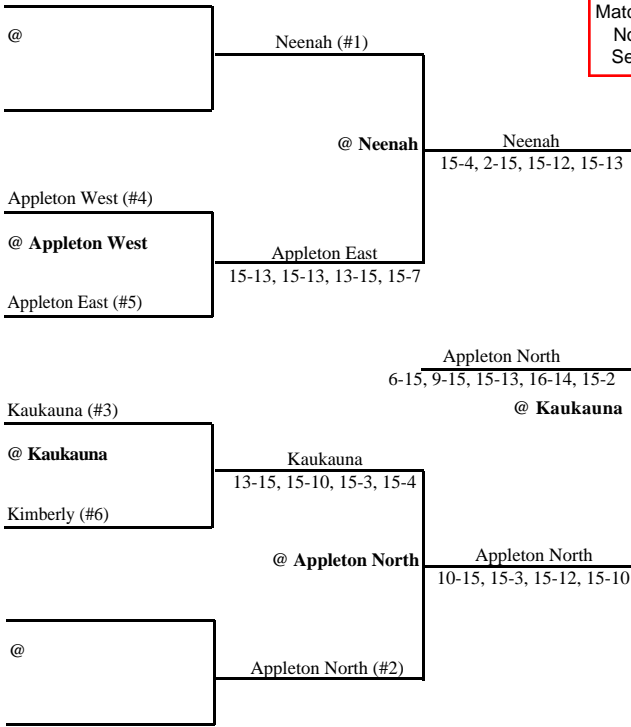 @
Neenah (#1)
@ Neenah
Neenah
15-4, 2-15, 15-12, 15-13
Appleton West (#4)
@ Appleton West
Appleton East
15-13, 15-13, 13-15, 15-7
Appleton East (#5)
Appleton North
6-15, 9-15, 15-13, 16-14, 15-2
@ Kaukauna
Kaukauna (#3)
@ Kaukauna
Kaukauna
13-15, 15-10, 15-3, 15-4
Kimberly (#6)
@ Appleton North
Appleton North
10-15, 15-3, 15-12, 15-10
@
Appleton North (#2)